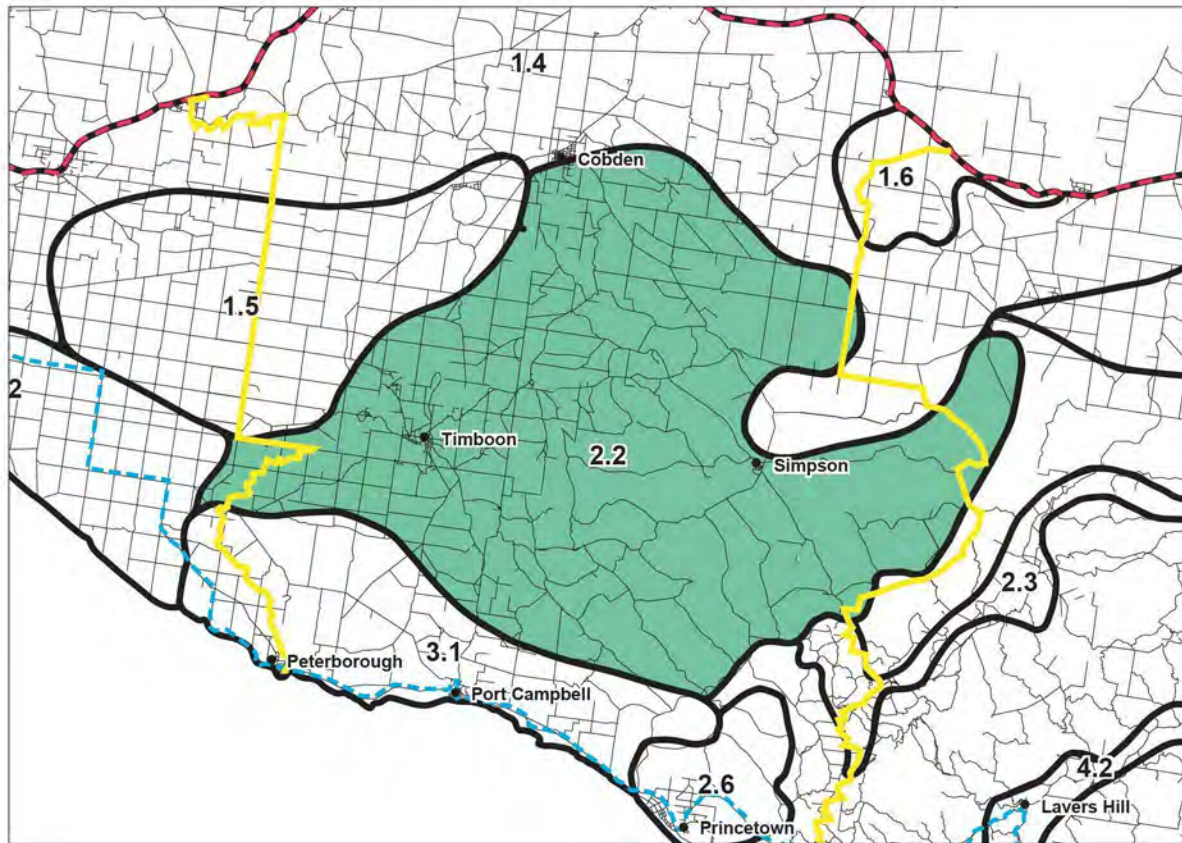 1.4
Cobden
1.6
1.5
2
Timboon
2.2
Simpson
2.3
Peterborough
3.1
Port Campbell
4.2
2.6
Lavers Hill
Princetown